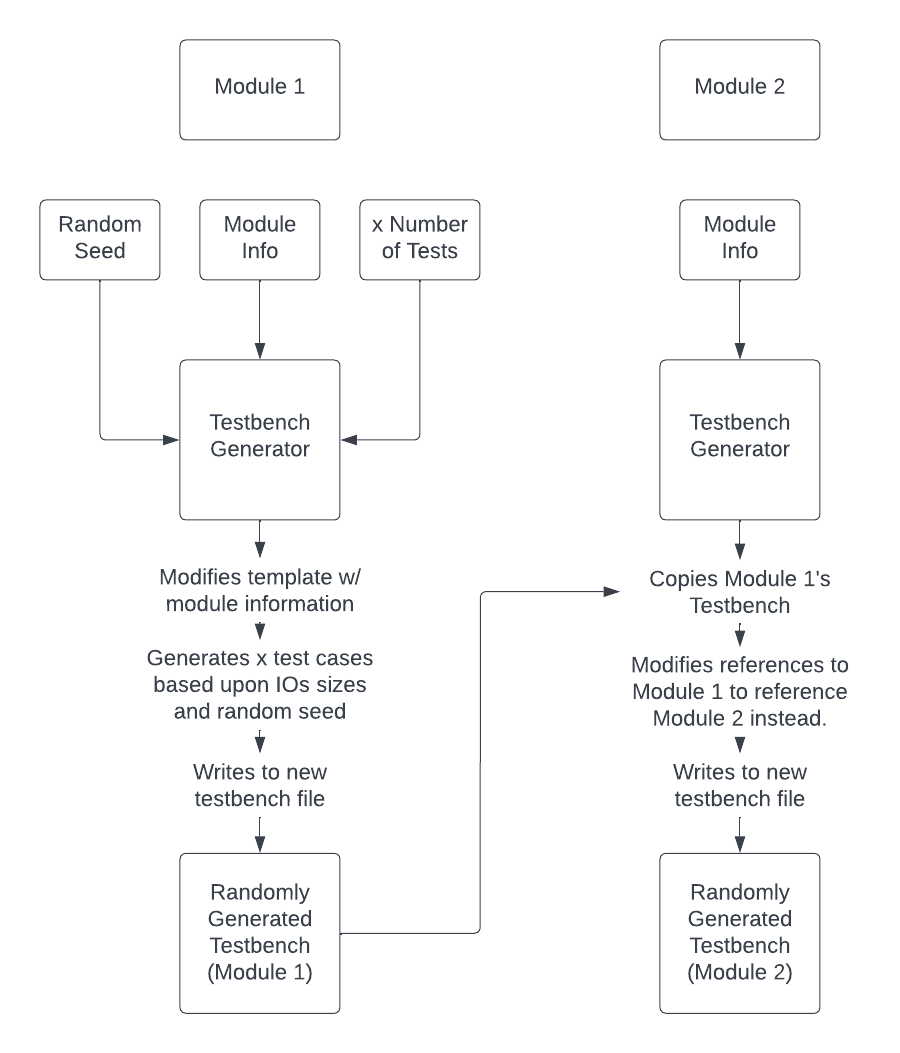 Module 1
Module 2
Random
Seed
Module
Info
x Number
of Tests
Module
Info
Testbench
Generator
Testbench
Generator
Modifies template w/
module information
Copies Module 1's
Testbench
Generates x test cases
based upon IOs sizes
and random seed
Modifies references to
Module 1 to reference
Module 2 instead.
Writes to new
testbench file
Writes to new
testbench file
Randomly
Generated
Testbench
(Module 1)
Randomly
Generated
Testbench
(Module 2)